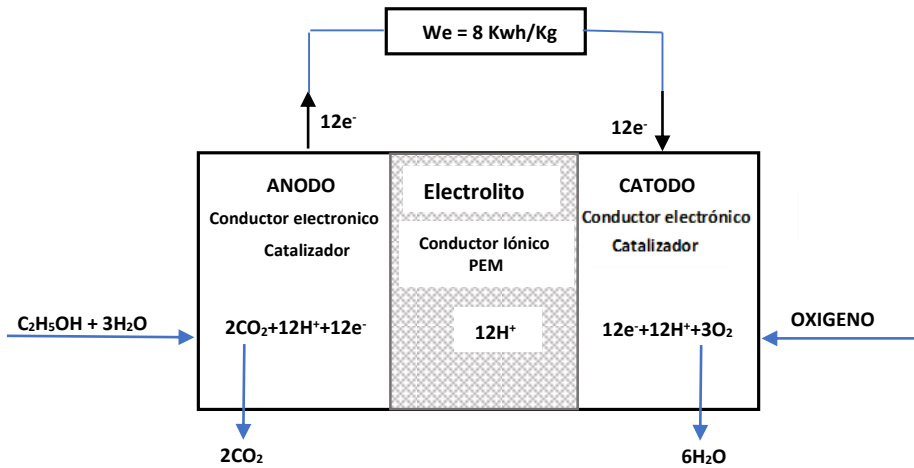 We = 8 Kwh/Kg
12e⁻
12e⁻
ANODO
Conductor electronico
Catalizador
Electrolito
Conductor Iónico
PEM
CATODO
Conductor electrónico
Catalizador
C₂H₅OH + 3H₂O
2CO₂+12H⁺+12e⁻
12H⁺
12e⁻+12H⁺+3O₂
OXIGENO
2CO₂
6H₂O